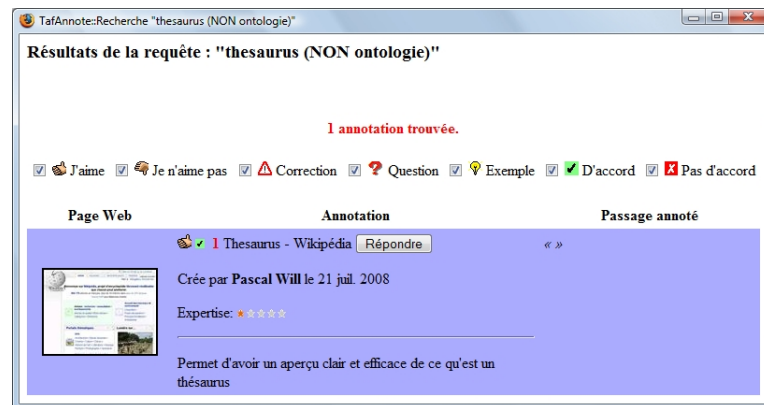 TafAnnote::Recherche "thesaurus (NON ontologie)"
Résultats de la requête : "thesaurus (NON ontologie)"
1 annotation trouvée.
J'aime Je n'aime pas Correction Question Exemple D'accord Pas d'accord
Page Web Annotation Passage annoté
1 Thesaurus - Wikipédia Répondre « »
Crée par Pascal Will le 21 juil. 2008
Expertise:
Permet d'avoir un aperçu clair et efficace de ce qu'est un
thésaurus